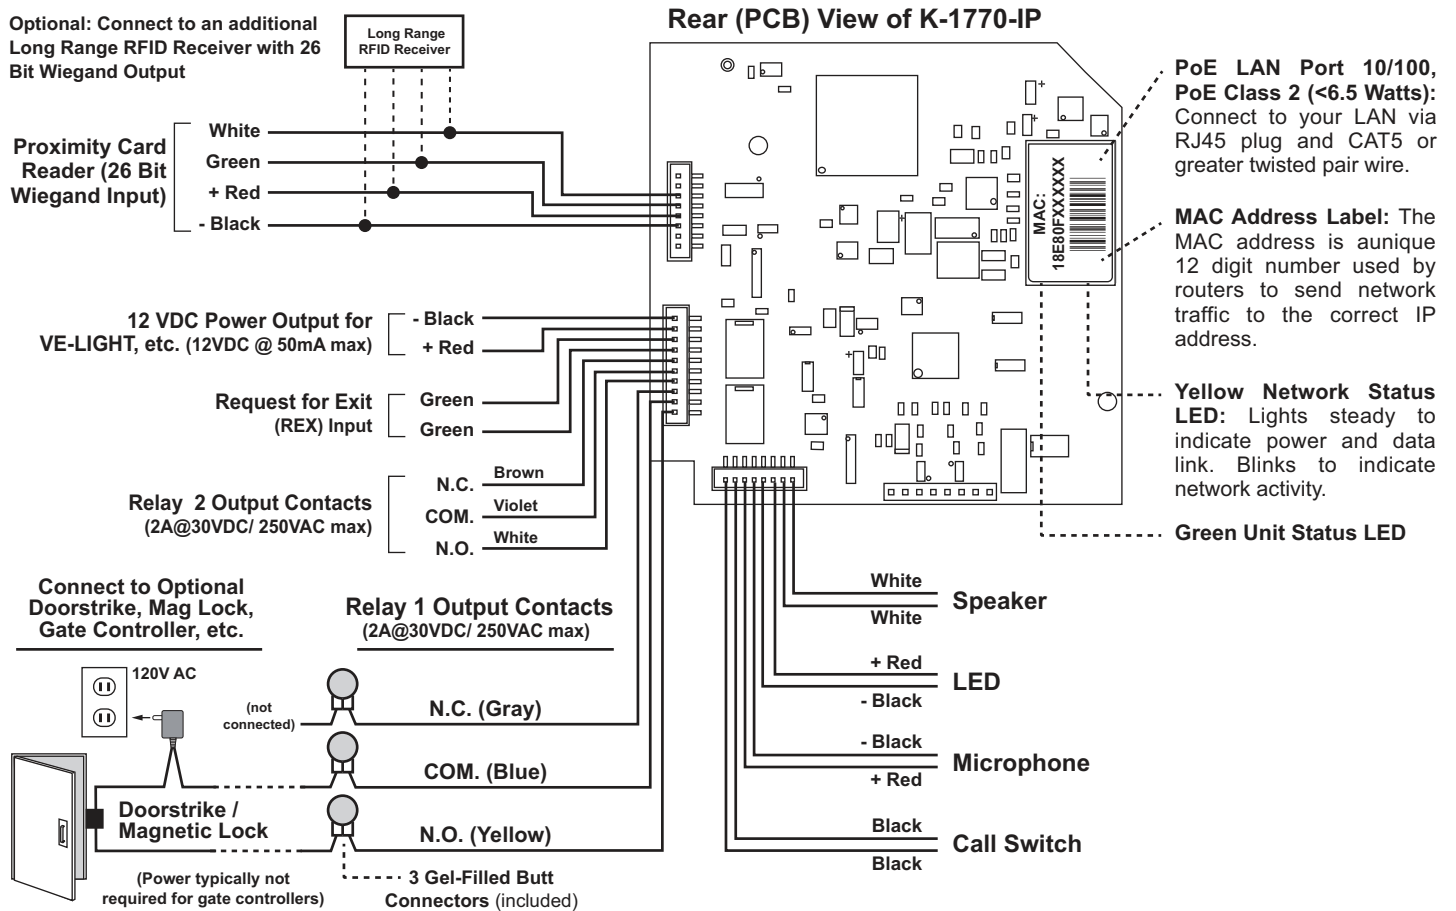 Rear (PCB) View of K-1770-IP
Optional: Connect to an additional
Long Range RFID Receiver with 26
Bit Wiegand Output
Long Range
RFID Receiver
Proximity Card
Reader (26 Bit
Wiegand Input)
White
Green
+ Red
- Black
12 VDC Power Output for
VE-LIGHT, etc. (12VDC @ 50mA max)
- Black
+ Red
Request for Exit
(REX) Input
Green
Green
Relay 2 Output Contacts
(2A@30VDC/ 250VAC max)
N.C.
Brown
COM.
Violet
N.O.
White
Connect to Optional
Doorstrike, Mag Lock,
Gate Controller, etc.
Relay 1 Output Contacts
(2A@30VDC/ 250VAC max)
120V AC
(not
connected)
N.C. (Gray)
COM. (Blue)
N.O. (Yellow)
Doorstrike /
Magnetic Lock
(Power typically not
required for gate controllers)
3 Gel-Filled Butt
Connectors (included)
MAC:
18E80FXXXXXX
White
White
Speaker
+ Red
- Black
LED
- Black
+ Red
Microphone
Black
Black
Call Switch
PoE LAN Port 10/100,
PoE Class 2 (<6.5 Watts):
Connect to your LAN via
RJ45 plug and CAT5 or
greater twisted pair wire.
MAC Address Label: The
MAC address is aunique
12 digit number used by
routers to send network
traffic to the correct IP
address.
Yellow Network Status
LED: Lights steady to
indicate power and data
link. Blinks to indicate
network activity.
Green Unit Status LED